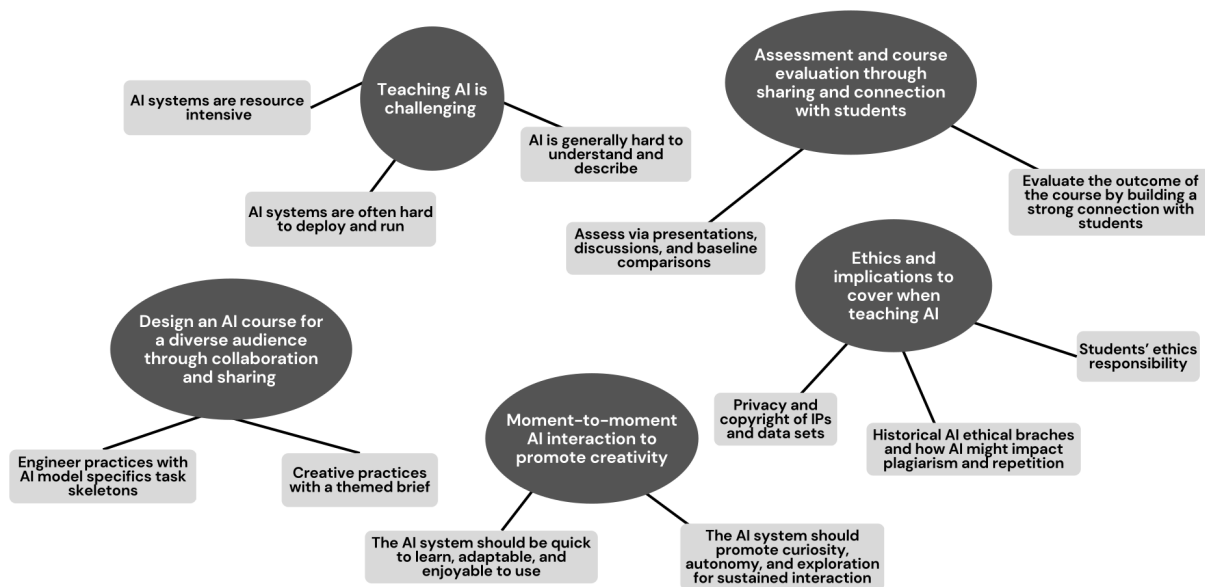 Teaching AI is
challenging
AI systems are resource
intensive
AI is generally hard to
understand and
describe
AI systems are often hard
to deploy and run
Assessment and course
evaluation through
sharing and connection
with students
Assess via presentations,
discussions, and baseline
comparisons
Evaluate the outcome of
the course by building a
strong connection with
students
Design an AI course for
a diverse audience
through collaboration
and sharing
Engineer practices with
AI model specifics task
skeletons
Creative practices
with a themed brief
Moment-to-moment
AI interaction to
promote creativity
The AI system should be quick
to learn, adaptable, and
enjoyable to use
The AI system should
promote curiosity,
autonomy, and exploration
for sustained interaction
Ethics and
implications to
cover when
teaching AI
Privacy and
copyright of IPs
and data sets
Historical AI ethical braches
and how AI might impact
plagiarism and repetition
Students’ ethics
responsibility